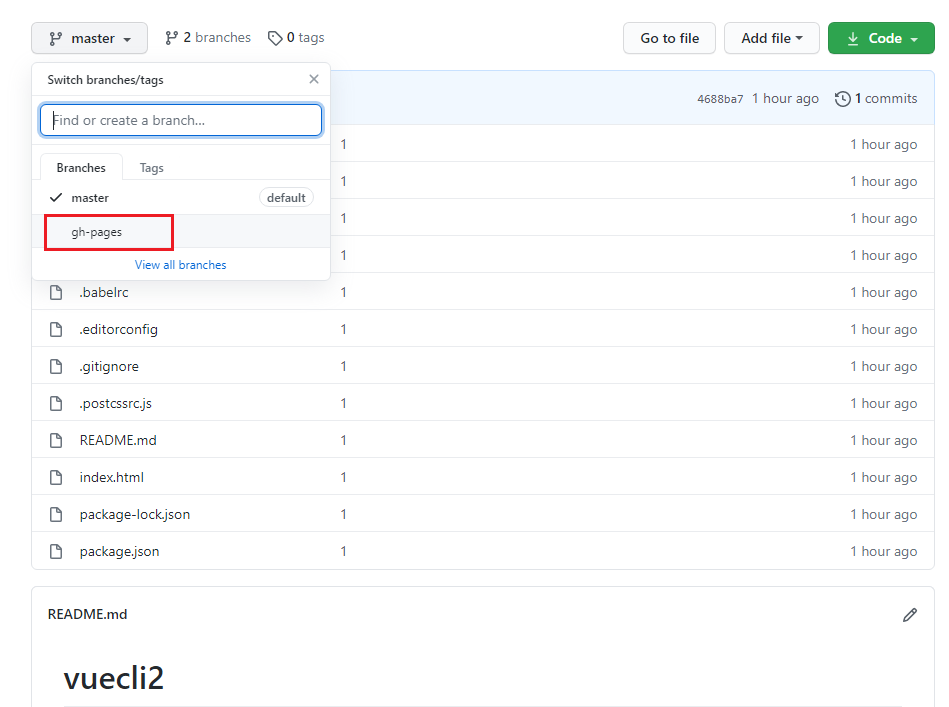 master 2 branches 0 tags Go to file Add file Code
Switch branches/tags
4688ba7 1 hour ago 1 commits
Find or create a branch...
1 1 hour ago
Branches Tags
1 1 hour ago
master default
1 1 hour ago
gh-pages
1 1 hour ago
View all branches
.babelrc 1 1 hour ago
.editorconfig 1 1 hour ago
.gitignore 1 1 hour ago
.postcssrc.js 1 1 hour ago
README.md 1 1 hour ago
index.html 1 1 hour ago
package-lock.json 1 1 hour ago
package.json 1 1 hour ago
README.md
vuecli2